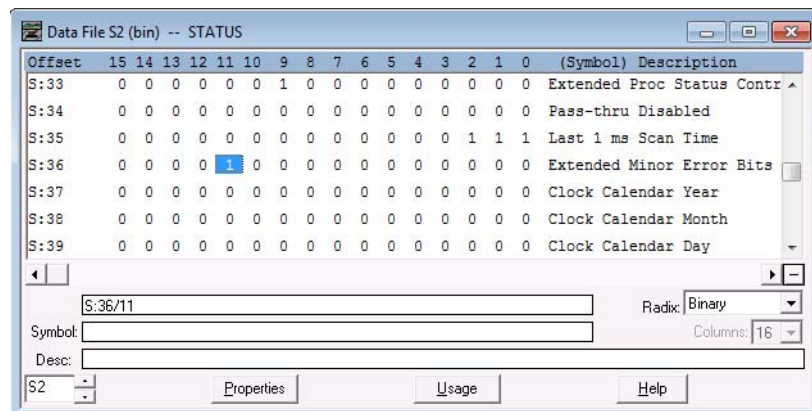 Data File S2 (bin) -- STATUS
Offset 15 14 13 12 11 10 9 8 7 6 5 4 3 2 1 0 (Symbol) Description
S:33 0 0 0 0 0 0 1 0 0 0 0 0 0 0 0 0 Extended Proc Status Contr
S:34 0 0 0 0 0 0 0 0 0 0 0 0 0 0 0 0 Pass-thru Disabled
S:35 0 0 0 0 0 0 0 0 0 0 0 0 0 1 1 1 Last 1 ms Scan Time
S:36 0 0 0 0 1 0 0 0 0 0 0 0 0 0 0 0 Extended Minor Error Bits
S:37 0 0 0 0 0 0 0 0 0 0 0 0 0 0 0 0 Clock Calendar Year
S:38 0 0 0 0 0 0 0 0 0 0 0 0 0 0 0 0 Clock Calendar Month
S:39 0 0 0 0 0 0 0 0 0 0 0 0 0 0 0 0 Clock Calendar Day
S:36/11 Radix: Binary
Symbol: Columns: 16
Desc:
S2 Properties Usage Help